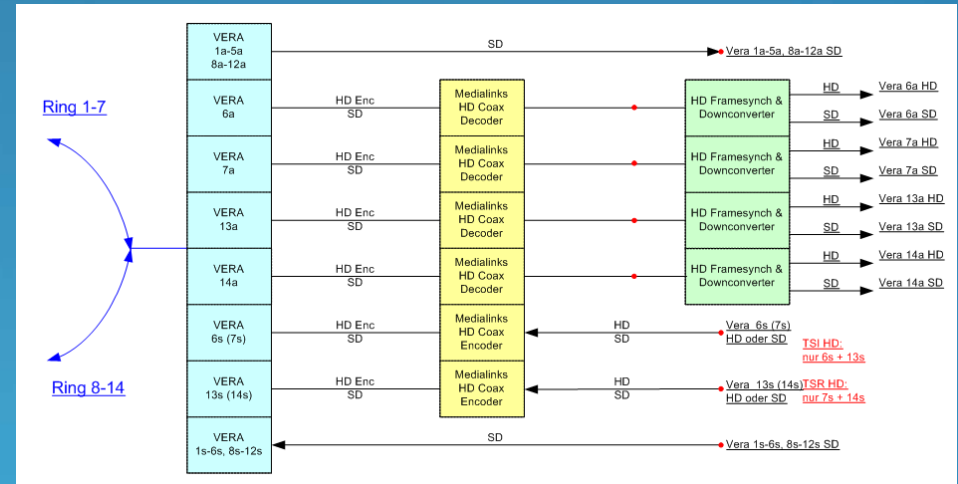 VERA
1a-5a
8a-12a
SD
Vera 1a-5a, 8a-12a SD
Ring 1-7
VERA
6a
HD Enc
SD
Medialinks
HD Coax
Decoder
HD Framesynch &
Downconverter
HD
Vera 6a HD
SD
Vera 6a SD
VERA
7a
HD Enc
SD
Medialinks
HD Coax
Decoder
HD Framesynch &
Downconverter
HD
Vera 7a HD
SD
Vera 7a SD
VERA
13a
HD Enc
SD
Medialinks
HD Coax
Decoder
HD Framesynch &
Downconverter
HD
Vera 13a HD
SD
Vera 13a SD
VERA
14a
HD Enc
SD
Medialinks
HD Coax
Decoder
HD Framesynch &
Downconverter
HD
Vera 14a HD
SD
Vera 14a SD
VERA
6s (7s)
HD Enc
SD
Medialinks
HD Coax
Encoder
HD
SD
Vera 6s (7s)
HD oder SD
TSI HD:
nur 6s + 13s
Ring 8-14
VERA
13s (14s)
HD Enc
SD
Medialinks
HD Coax
Encoder
HD
SD
Vera 13s (14s)
HD oder SD
TSR HD:
nur 7s + 14s
VERA
1s-6s, 8s-12s
SD
Vera 1s-6s, 8s-12s SD